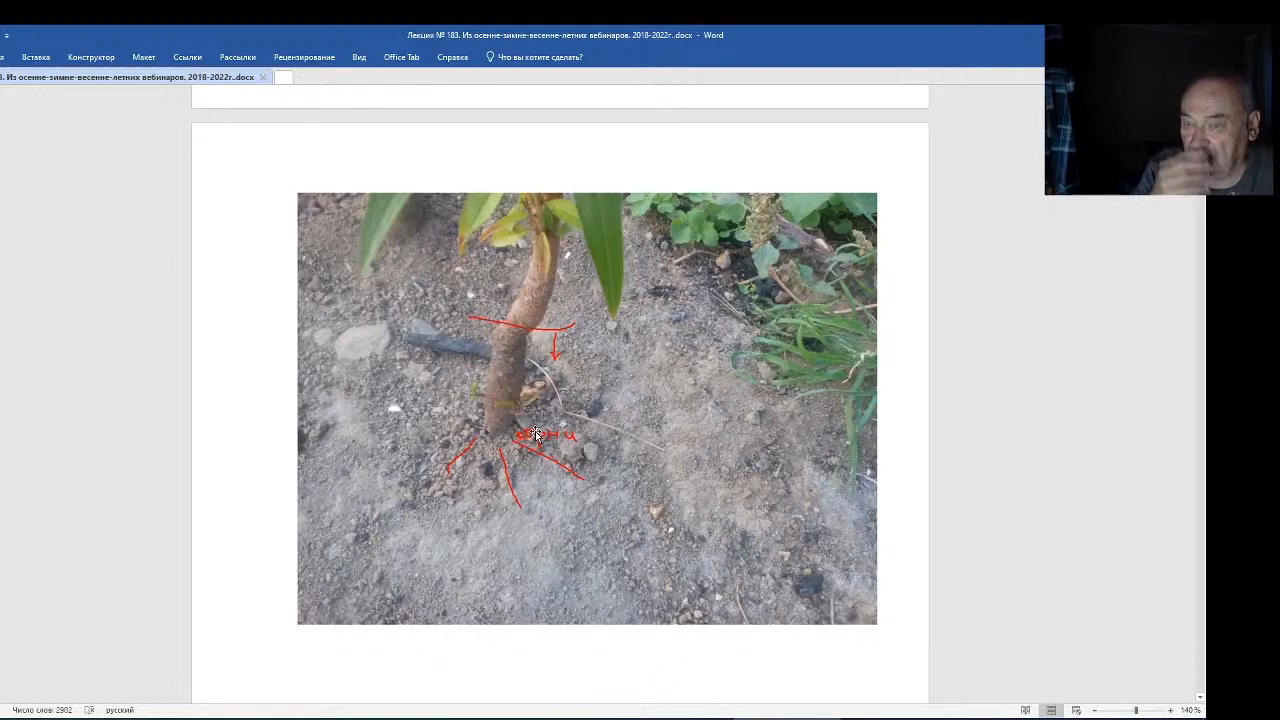 Лекция № 183. Из осенне-зимне-весенне-летних вебинаров. 2018-2022г..docx - Word
Вставка Конструктор Макет Ссылки Рассылки Рецензирование Вид Office Tab Справка Что вы хотите сделать?
3. Из осенне-зимне-весенне-летних вебинаров. 2018-2022г..docx
Число слов: 2902 русский 140 %